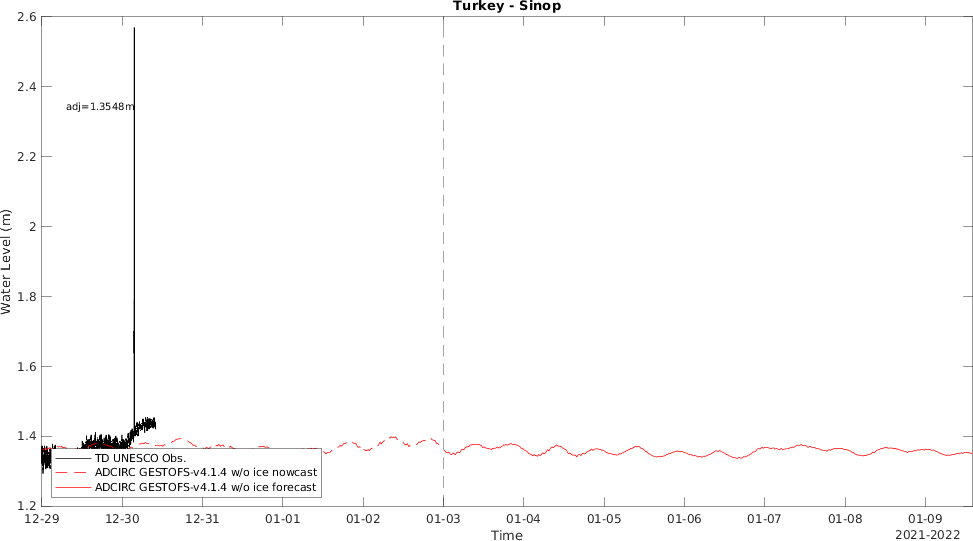 Turkey - Sinop
2.6
2.4
adj=1.3548m
2.2
2
1.8
1.6
1.4
1.2
Water Level (m)
TD UNESCO Obs.
ADCIRC GESTOFS-v4.1.4 w/o ice nowcast
ADCIRC GESTOFS-v4.1.4 w/o ice forecast
12-29 12-30 12-31 01-01 01-02 01-03 01-04 01-05 01-06 01-07 01-08 01-09
Time
2021-2022